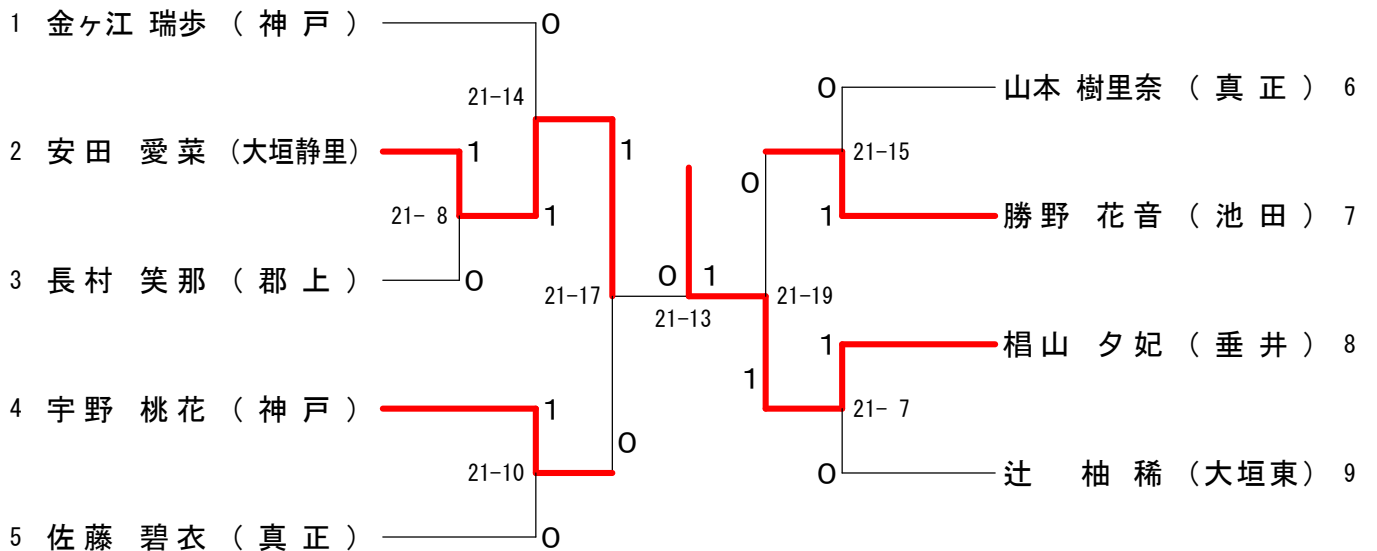 1 金ヶ江 瑞歩 ( 神 戸 ) 0
0 山本 樹里奈 ( 真 正 ) 6
21-14
2 安 田 愛 菜 (大垣静里) 1
1
21-15
0
21- 8 1
1 勝 野 花 音 ( 池 田 ) 7
3 長 村 笑 那 ( 郡 上 ) 0
21-17
0 1
21-13
21-19
1 椙 山 夕 妃 ( 垂 井 ) 8
1
4 宇 野 桃 花 ( 神 戸 ) 1
21- 7
0
21-10
0 辻 柚 稀 (大垣東) 9
5 佐 藤 碧 衣 ( 真 正 ) 0